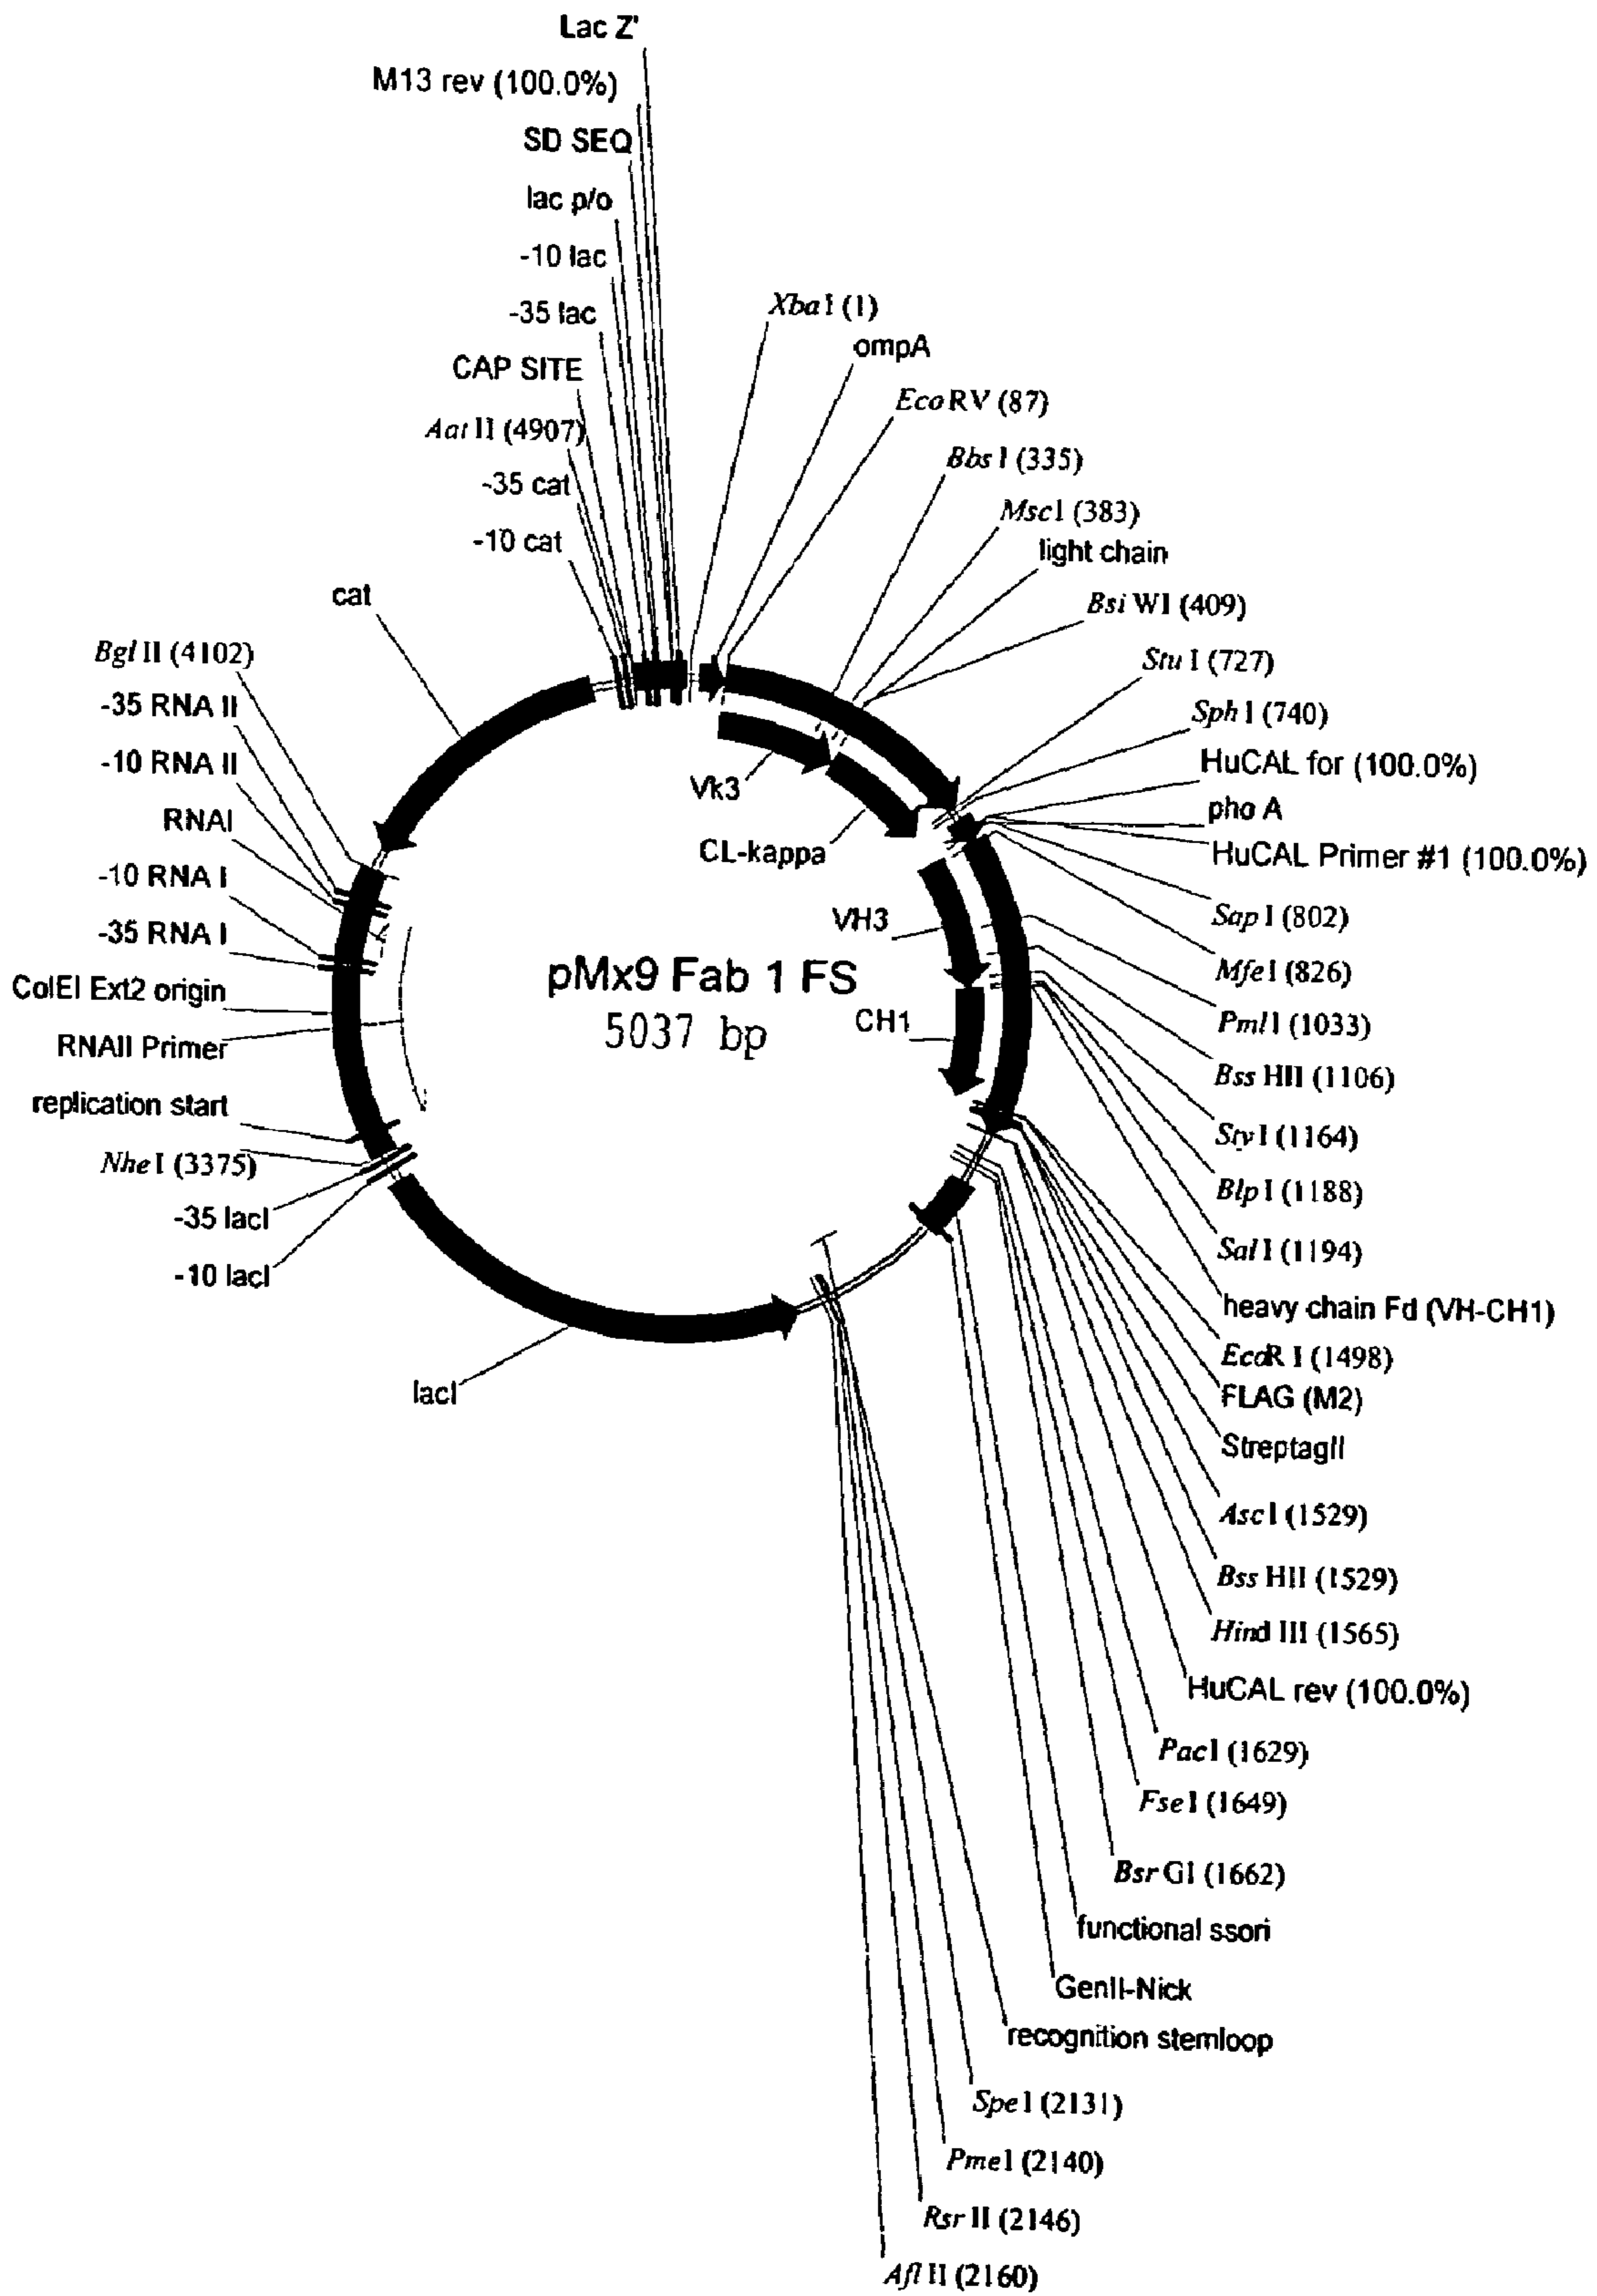 Lac Z'
M13 rev (100.0%)
SD SEQ
lac p/o
-10 lac
-35 lac
CAP SITE
Aat II (4907)
-35 cat
-10 cat
cat
Bgl II (4102)
-35 RNA II
-10 RNA II
RNAI
-10 RNA I
-35 RNA I
ColEI Ext2 origin
RNAII Primer
replication start
Nhe I (3375)
-35 lacI
-10 lacI
lacI
Xba I (1)
ompA
Eco RV (87)
Bbs I (335)
Msc I (383)
light chain
Bsi WI (409)
Stu I (727)
Sph I (740)
HuCAL for (100.0%)
pho A
HuCAL Primer #1 (100.0%)
Sap I (802)
Mfe I (826)
Pml I (1033)
Bss HII (1106)
Sty I (1164)
Blp I (1188)
Sal I (1194)
heavy chain Fd (VH-CH1)
EcoR I (1498)
FLAG (M2)
StreptagII
Asc I (1529)
Bss HII (1529)
Hind III (1565)
HuCAL rev (100.0%)
Pac I (1629)
Fse I (1649)
Bsr GI (1662)
functional ssori
GenII-Nick
recognition stemloop
Spe I (2131)
Pme I (2140)
Rsr II (2146)
Afl II (2160)
Vk3
CL-kappa
VH3
CH1
pMx9 Fab 1 FS
5037 bp